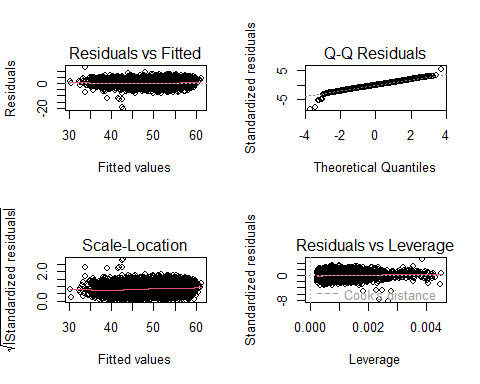 Residuals vs Fitted
Residuals
0
-20
30 40 50 60
Fitted values
Q-Q Residuals
Standardized residuals
5
-5
-4 -2 0 2 4
Theoretical Quantiles
Scale-Location
√|Standardized residuals|
2.0
0.0
30 40 50 60
Fitted values
Residuals vs Leverage
Standardized residuals
0
-8
Cook's distance
0.000 0.002 0.004
Leverage